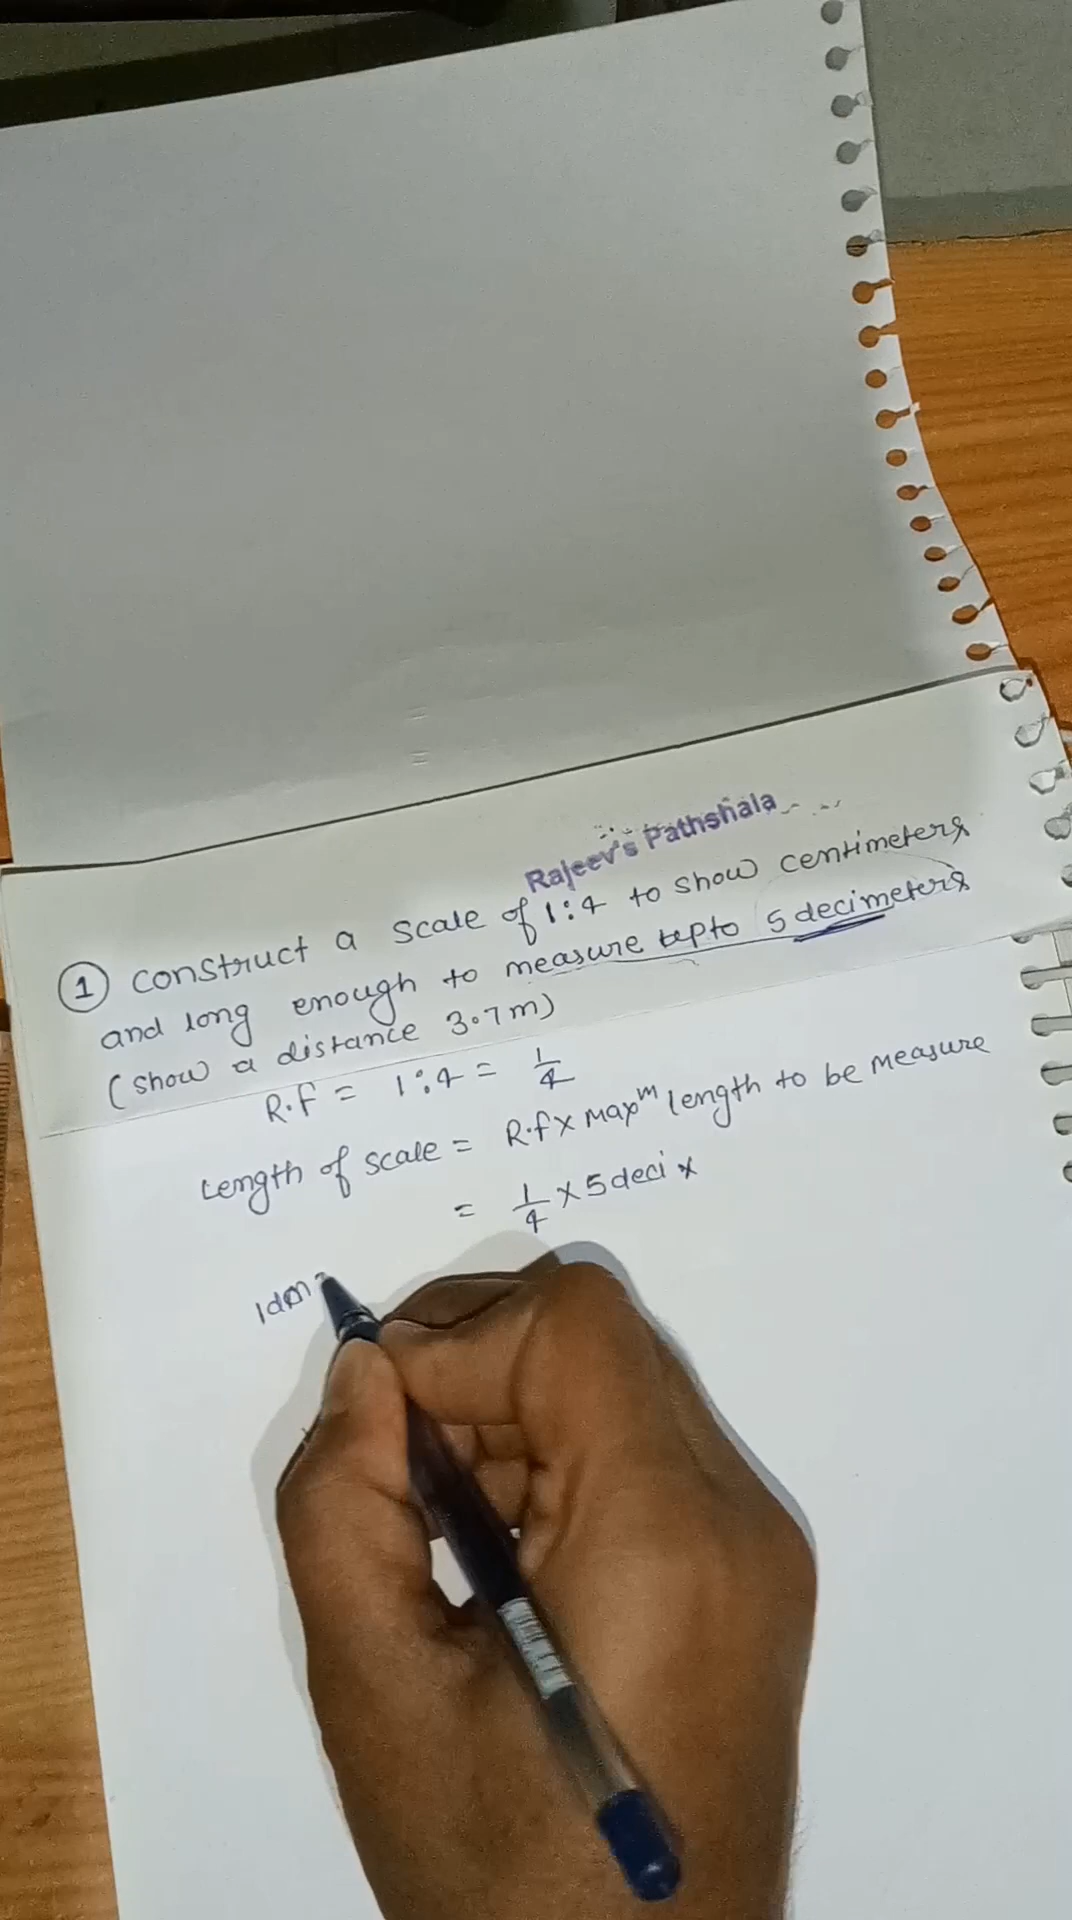 Rajeev's Pathshala
① Construct a scale of 1:4 to show centimeters
and long enough to measure upto 5 decimeters
(show a distance 3.7m)
R.f = 1:4 = 1/4
Length of scale = R.f x Maxᵐ length to be measure
= 1/4 x 5 deci x
1dm =